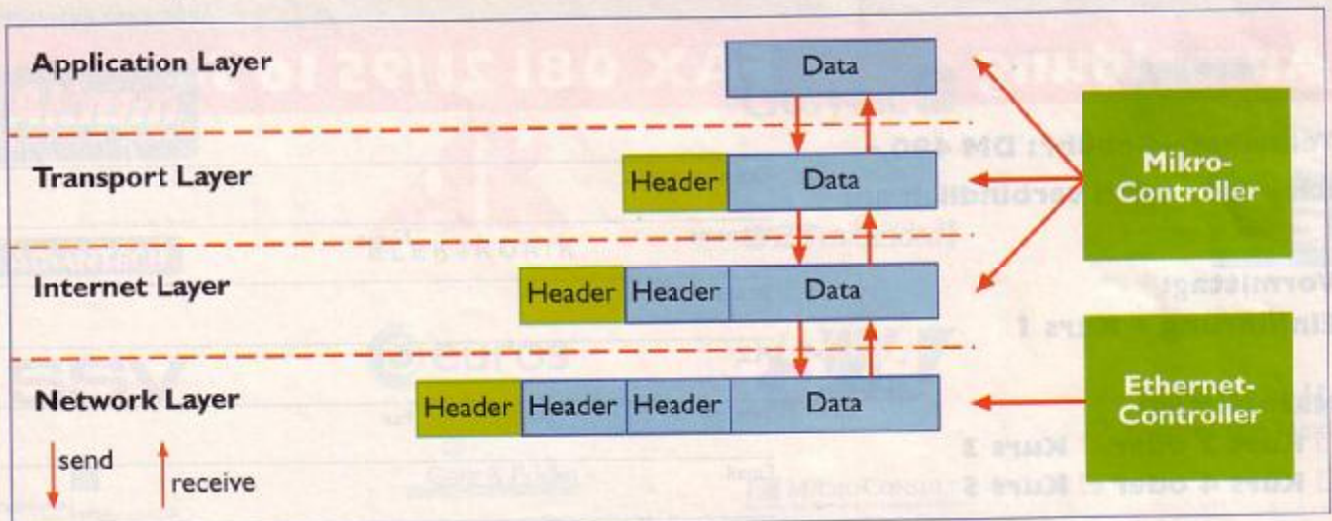 Application Layer
Data
Transport Layer
Header Data
Mikro-
Controller
Internet Layer
Header Header Data
Network Layer
Header Header Header Data
Ethernet-
Controller
send
receive